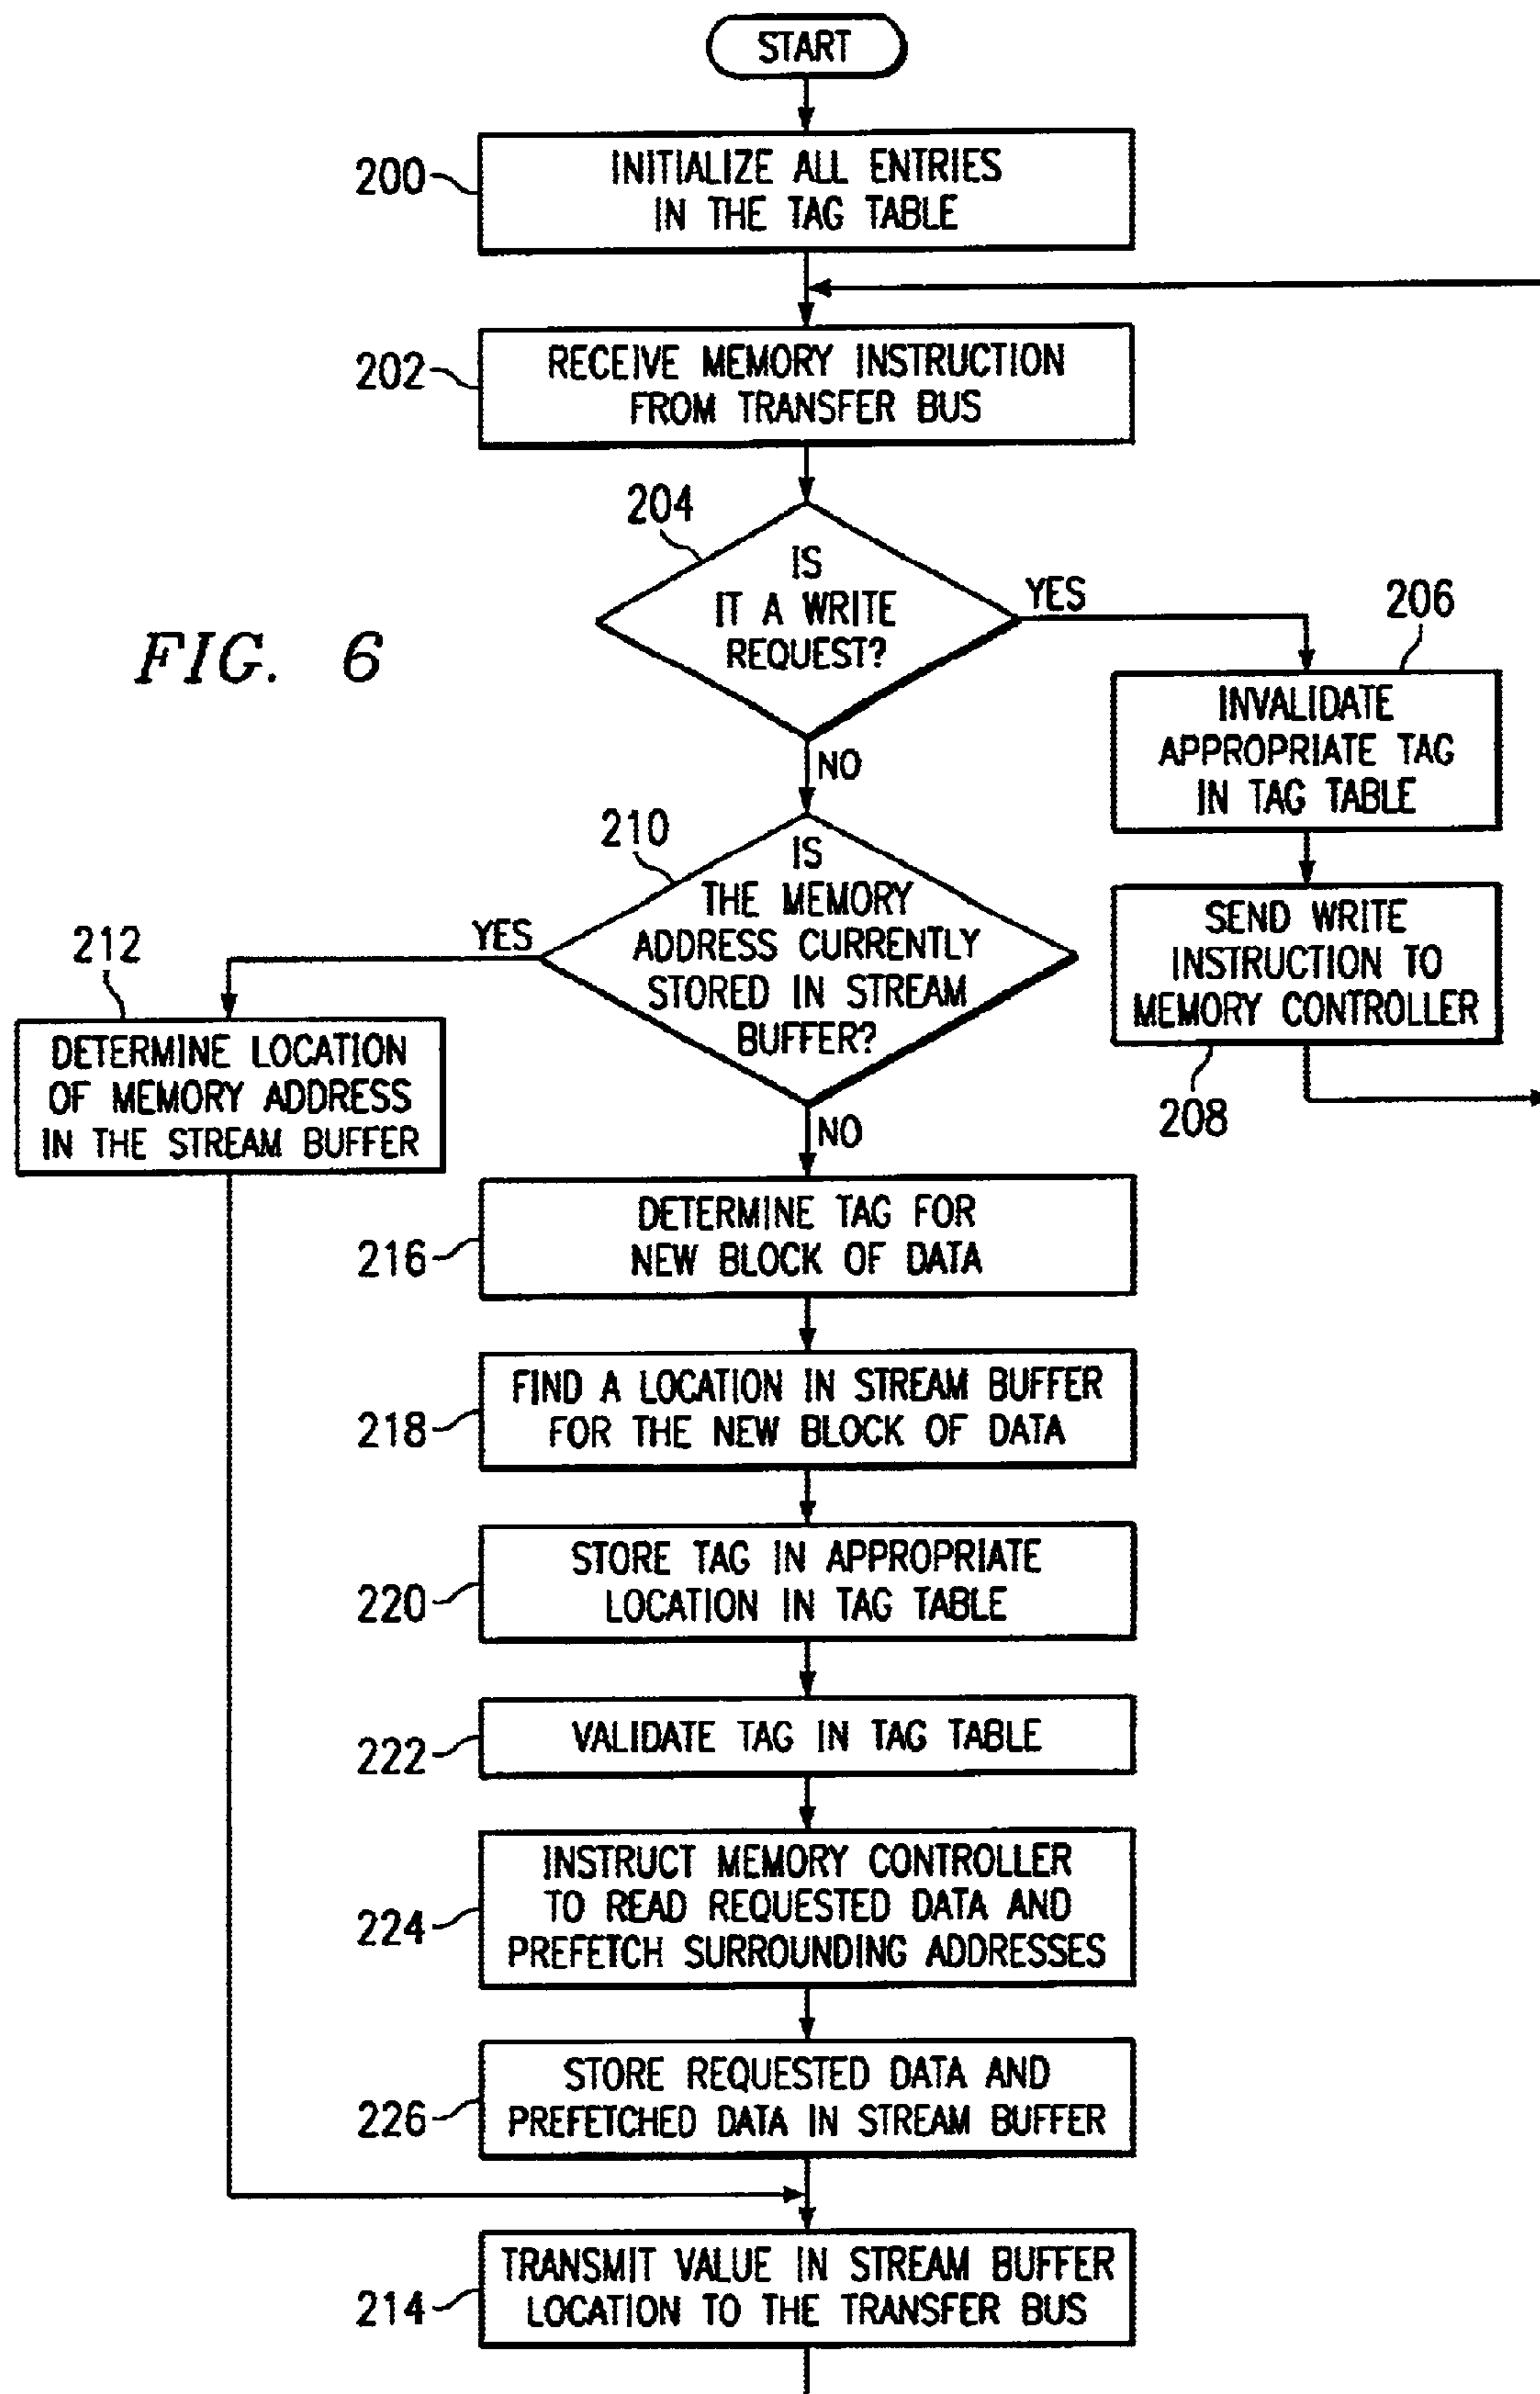 START
200
INITIALIZE ALL ENTRIES
IN THE TAG TABLE
202
RECEIVE MEMORY INSTRUCTION
FROM TRANSFER BUS
204
IS
IT A WRITE
REQUEST?
YES
NO
FIG. 6
206
INVALIDATE
APPROPRIATE TAG
IN TAG TABLE
SEND WRITE
INSTRUCTION TO
MEMORY CONTROLLER
208
210
IS
THE MEMORY
ADDRESS CURRENTLY
STORED IN STREAM
BUFFER?
YES
NO
212
DETERMINE LOCATION
OF MEMORY ADDRESS
IN THE STREAM BUFFER
216
DETERMINE TAG FOR
NEW BLOCK OF DATA
218
FIND A LOCATION IN STREAM BUFFER
FOR THE NEW BLOCK OF DATA
220
STORE TAG IN APPROPRIATE
LOCATION IN TAG TABLE
222
VALIDATE TAG IN TAG TABLE
224
INSTRUCT MEMORY CONTROLLER
TO READ REQUESTED DATA AND
PREFETCH SURROUNDING ADDRESSES
226
STORE REQUESTED DATA AND
PREFETCHED DATA IN STREAM BUFFER
214
TRANSMIT VALUE IN STREAM BUFFER
LOCATION TO THE TRANSFER BUS